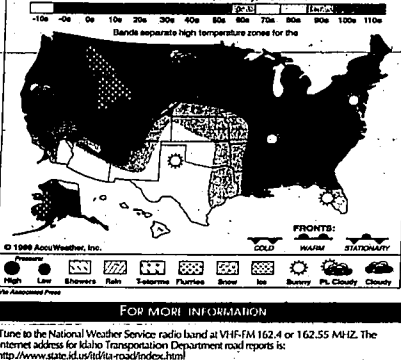 -10s -0s 0s 10s 20s 30s 40s 50s 60s 70s 80s 90s 100s 110s
Bands separate high temperature zones for the
© 1999 AccuWeather, Inc.
FRONTS:
COLD WARM STATIONARY
Pressure
High Low Showers Rain T-storms Flurries Snow Ice Sunny Pt. Cloudy Cloudy
Via Associated Press
FOR MORE INFORMATION
Tune to the National Weather Service radio band at VHF-FM 162.4 or 162.55 MHZ. The
internet address for Idaho Transportation Department road reports is:
http://www.state.id.us/itd/ita-road/index.html